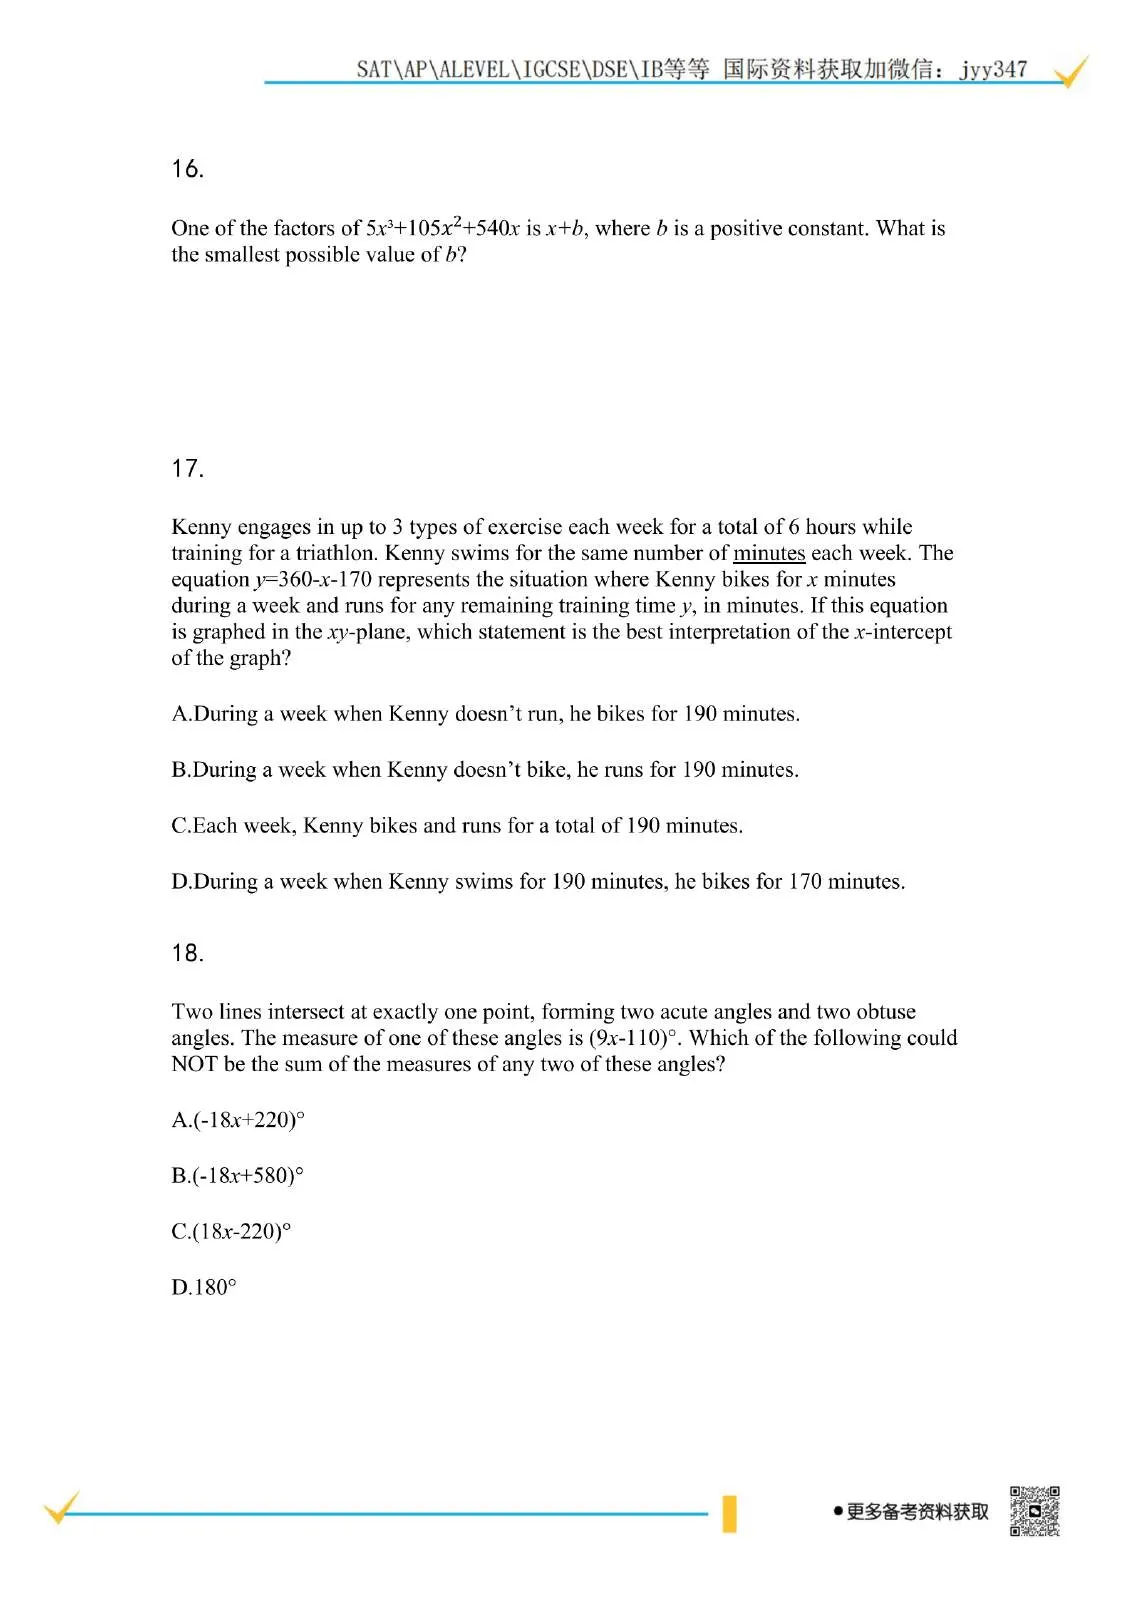 SAT\AP\ALEVEL\IGCSE\DSE\IB等等 国际资料获取加微信：jyy347
16.
One of the factors of 5x³+105x²+540x is x+b, where b is a positive constant. What is
the smallest possible value of b?
17.
Kenny engages in up to 3 types of exercise each week for a total of 6 hours while
training for a triathlon. Kenny swims for the same number of minutes each week. The
equation y=360-x-170 represents the situation where Kenny bikes for x minutes
during a week and runs for any remaining training time y, in minutes. If this equation
is graphed in the xy-plane, which statement is the best interpretation of the x-intercept
of the graph?
A.During a week when Kenny doesn’t run, he bikes for 190 minutes.
B.During a week when Kenny doesn’t bike, he runs for 190 minutes.
C.Each week, Kenny bikes and runs for a total of 190 minutes.
D.During a week when Kenny swims for 190 minutes, he bikes for 170 minutes.
18.
Two lines intersect at exactly one point, forming two acute angles and two obtuse
angles. The measure of one of these angles is (9x-110)°. Which of the following could
NOT be the sum of the measures of any two of these angles?
A.(-18x+220)°
B.(-18x+580)°
C.(18x-220)°
D.180°
●更多备考资料获取